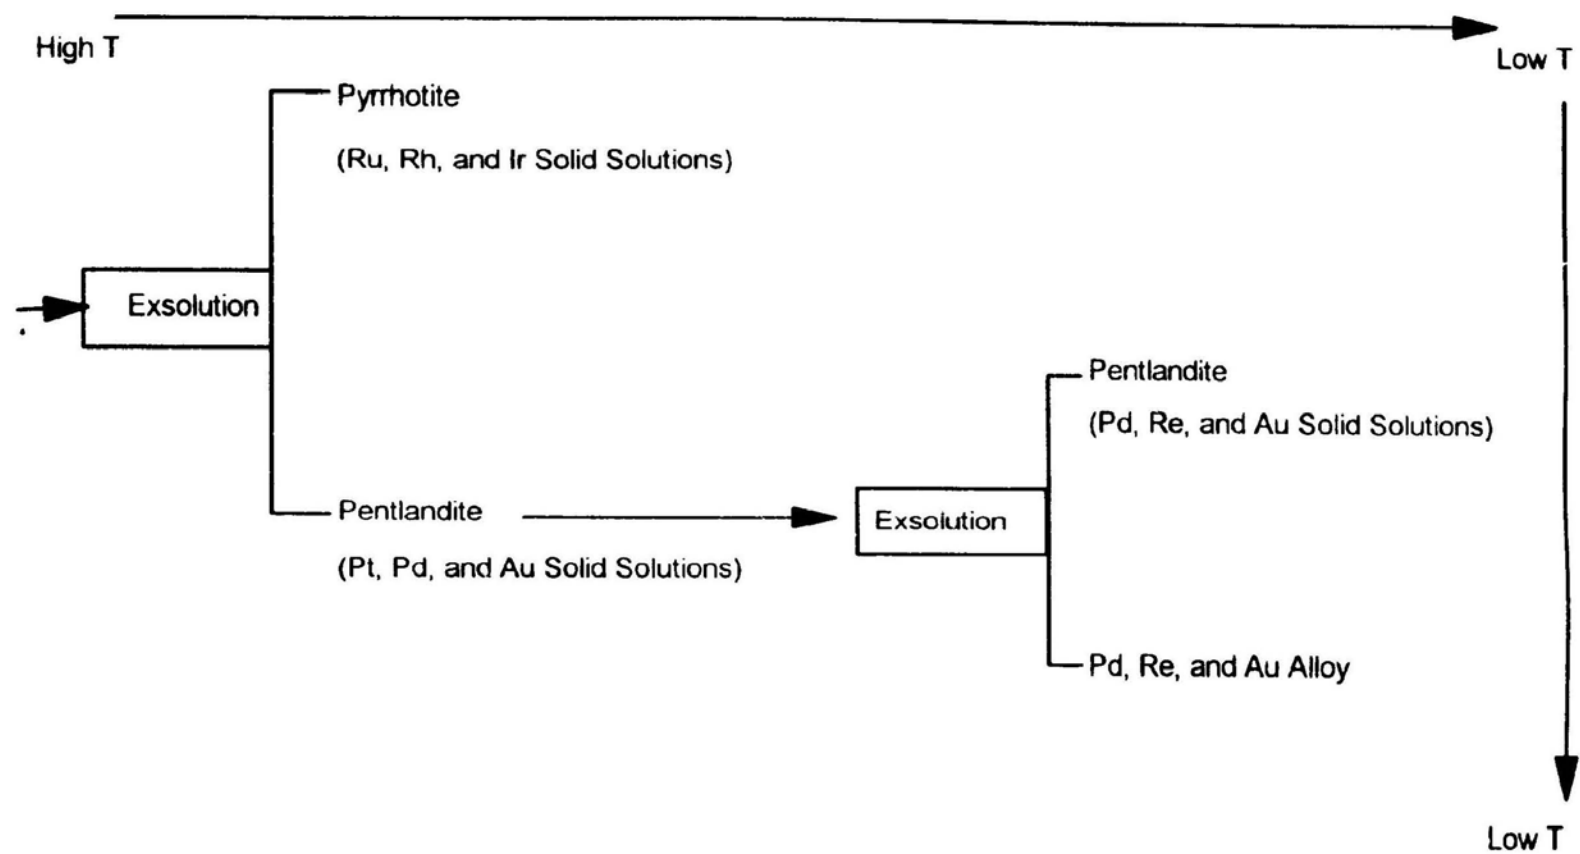 High T
Low T
Pyrrhotite
(Ru, Rh, and Ir Solid Solutions)
Exsolution
Pentlandite
(Pd, Re, and Au Solid Solutions)
Pentlandite
Exsolution
(Pt, Pd, and Au Solid Solutions)
Pd, Re, and Au Alloy
Low T